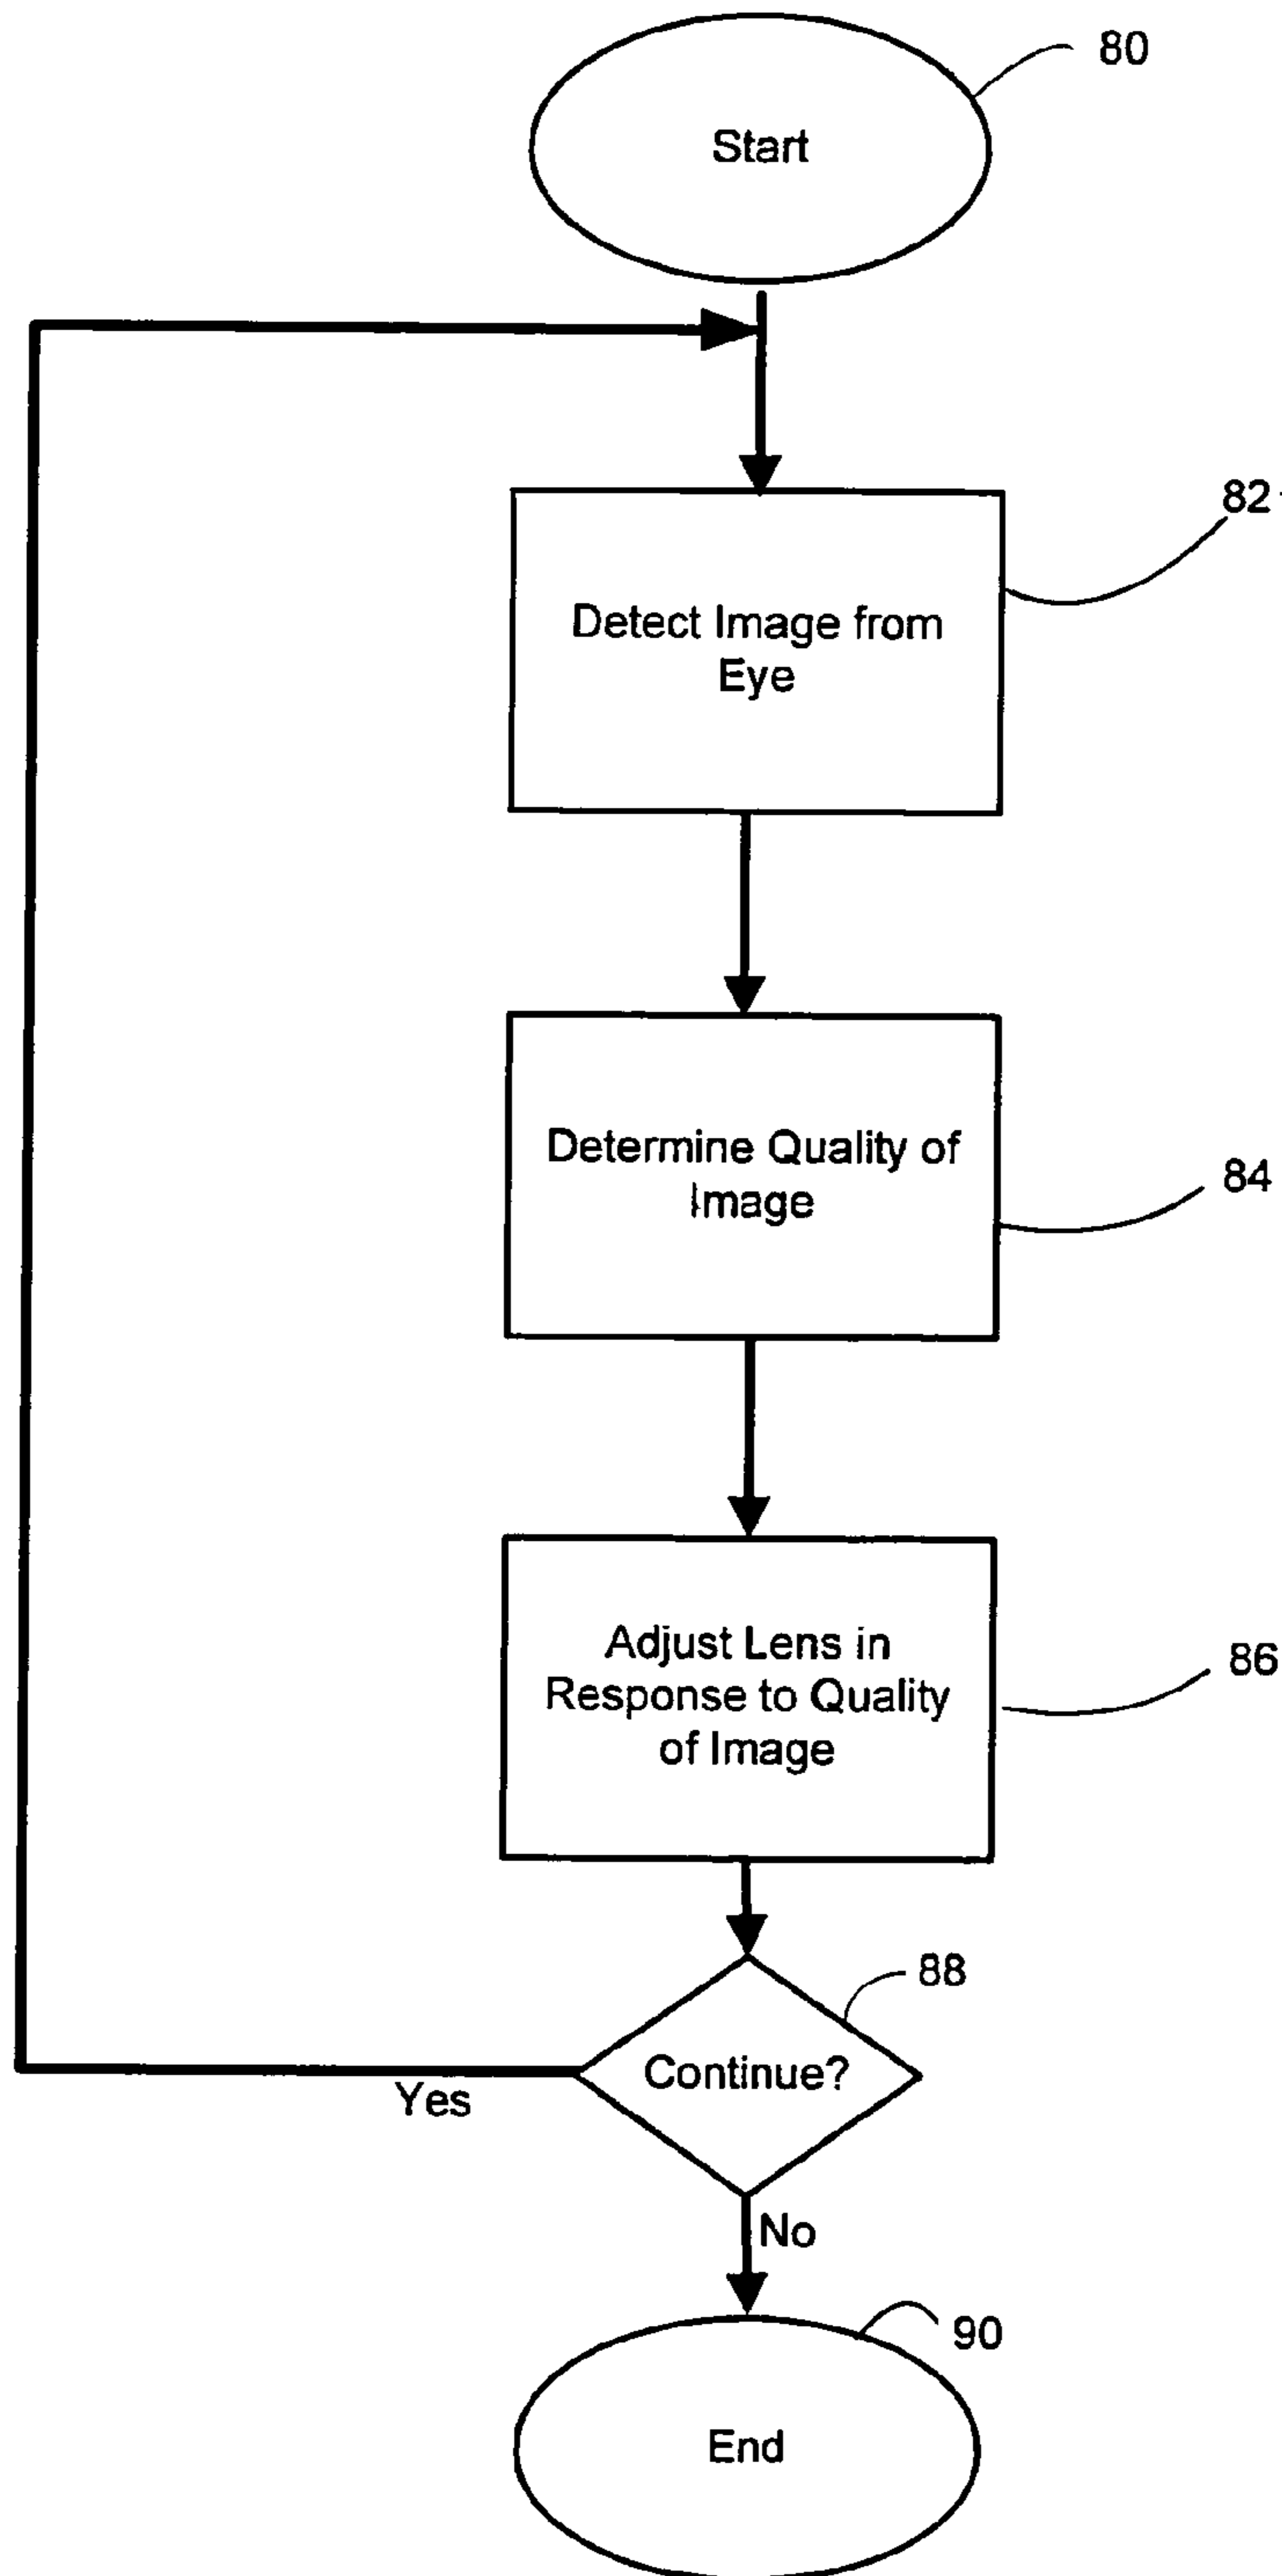 80
Start
82
Detect Image from
Eye
Determine Quality of
Image
84
Adjust Lens in
Response to Quality
of Image
86
88
Continue?
Yes
No
90
End